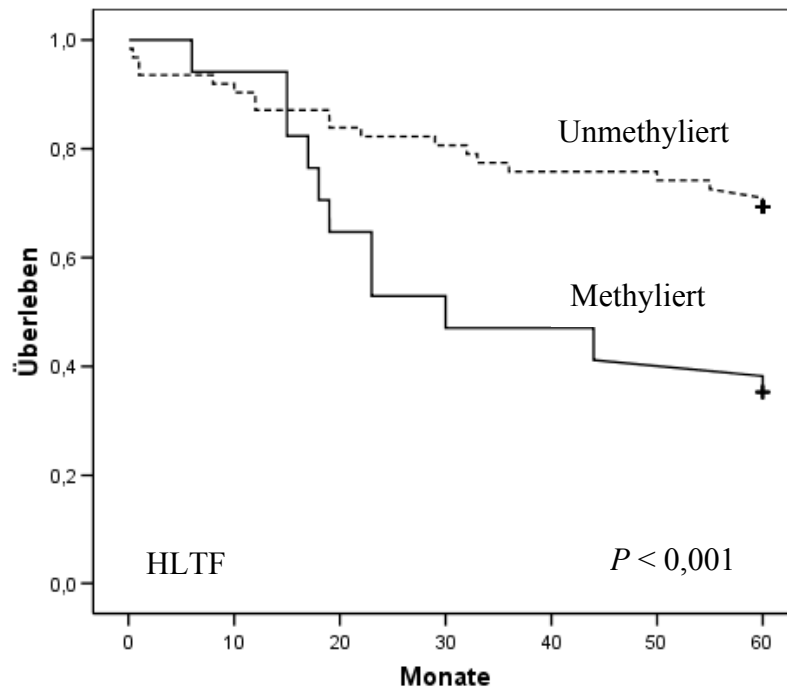 1,0
0,8
0,6
0,4
0,2
0,0
Überleben
Unmethyliert
Methyliert
HLTF
P < 0,001
0 10 20 30 40 50 60
Monate